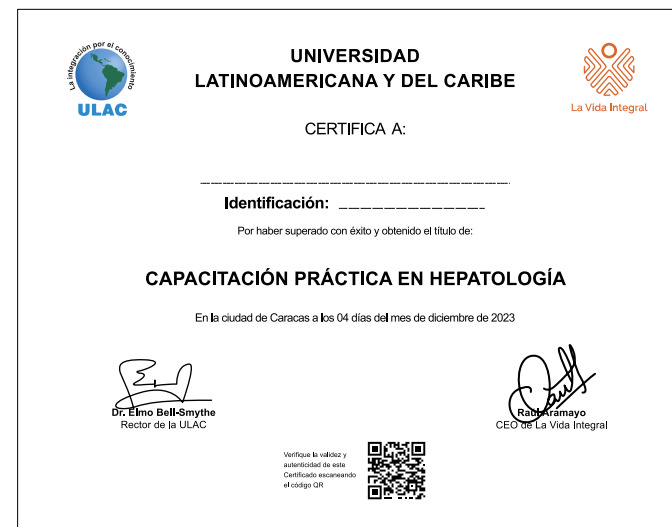 La integración por el conocimiento
ULAC
UNIVERSIDAD
LATINOAMERICANA Y DEL CARIBE
La Vida Integral
CERTIFICA A:
Identificación:
Por haber superado con éxito y obtenido el título de:
CAPACITACIÓN PRÁCTICA EN HEPATOLOGÍA
En la ciudad de Caracas a los 04 días del mes de diciembre de 2023
Dr. Elmo Bell-Smythe
Rector de la ULAC
Raúl Aramayo
CEO de La Vida Integral
Verifique la validez y
autenticidad de este
Certificado escaneando
el código QR